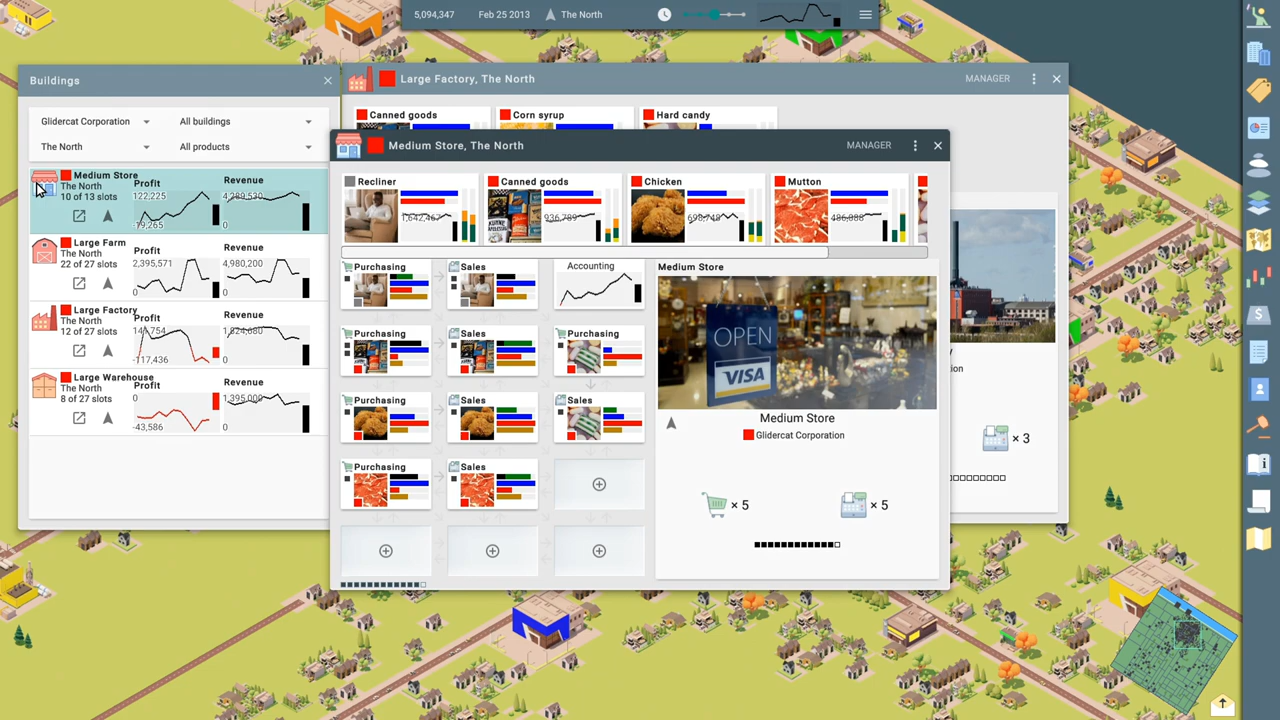 5,094,347 Feb 25 2013 The North
Buildings
Glidercat Corporation All buildings
The North All products
Medium Store
The North
10 of 13 slots
Profit
122,225
-19,265
Revenue
4,289,530
0
Large Farm
The North
22 of 27 slots
Profit
2,395,571
0
Revenue
4,980,200
0
Large Factory
The North
12 of 27 slots
Profit
-117,436
Revenue
1,824,680
0
Large Warehouse
The North
8 of 27 slots
Profit
0
-43,586
Revenue
1,395,000
0
Large Factory, The North MANAGER
Canned goods Corn syrup Hard candy
× 3
Medium Store, The North MANAGER
Recliner Canned goods Chicken Mutton
1,642,467 936,789 698,748 486,088
Purchasing Sales Accounting
Purchasing Sales Purchasing
Purchasing Sales Sales
Purchasing Sales
Medium Store
OPEN
VISA
Medium Store
Glidercat Corporation
× 5 × 5